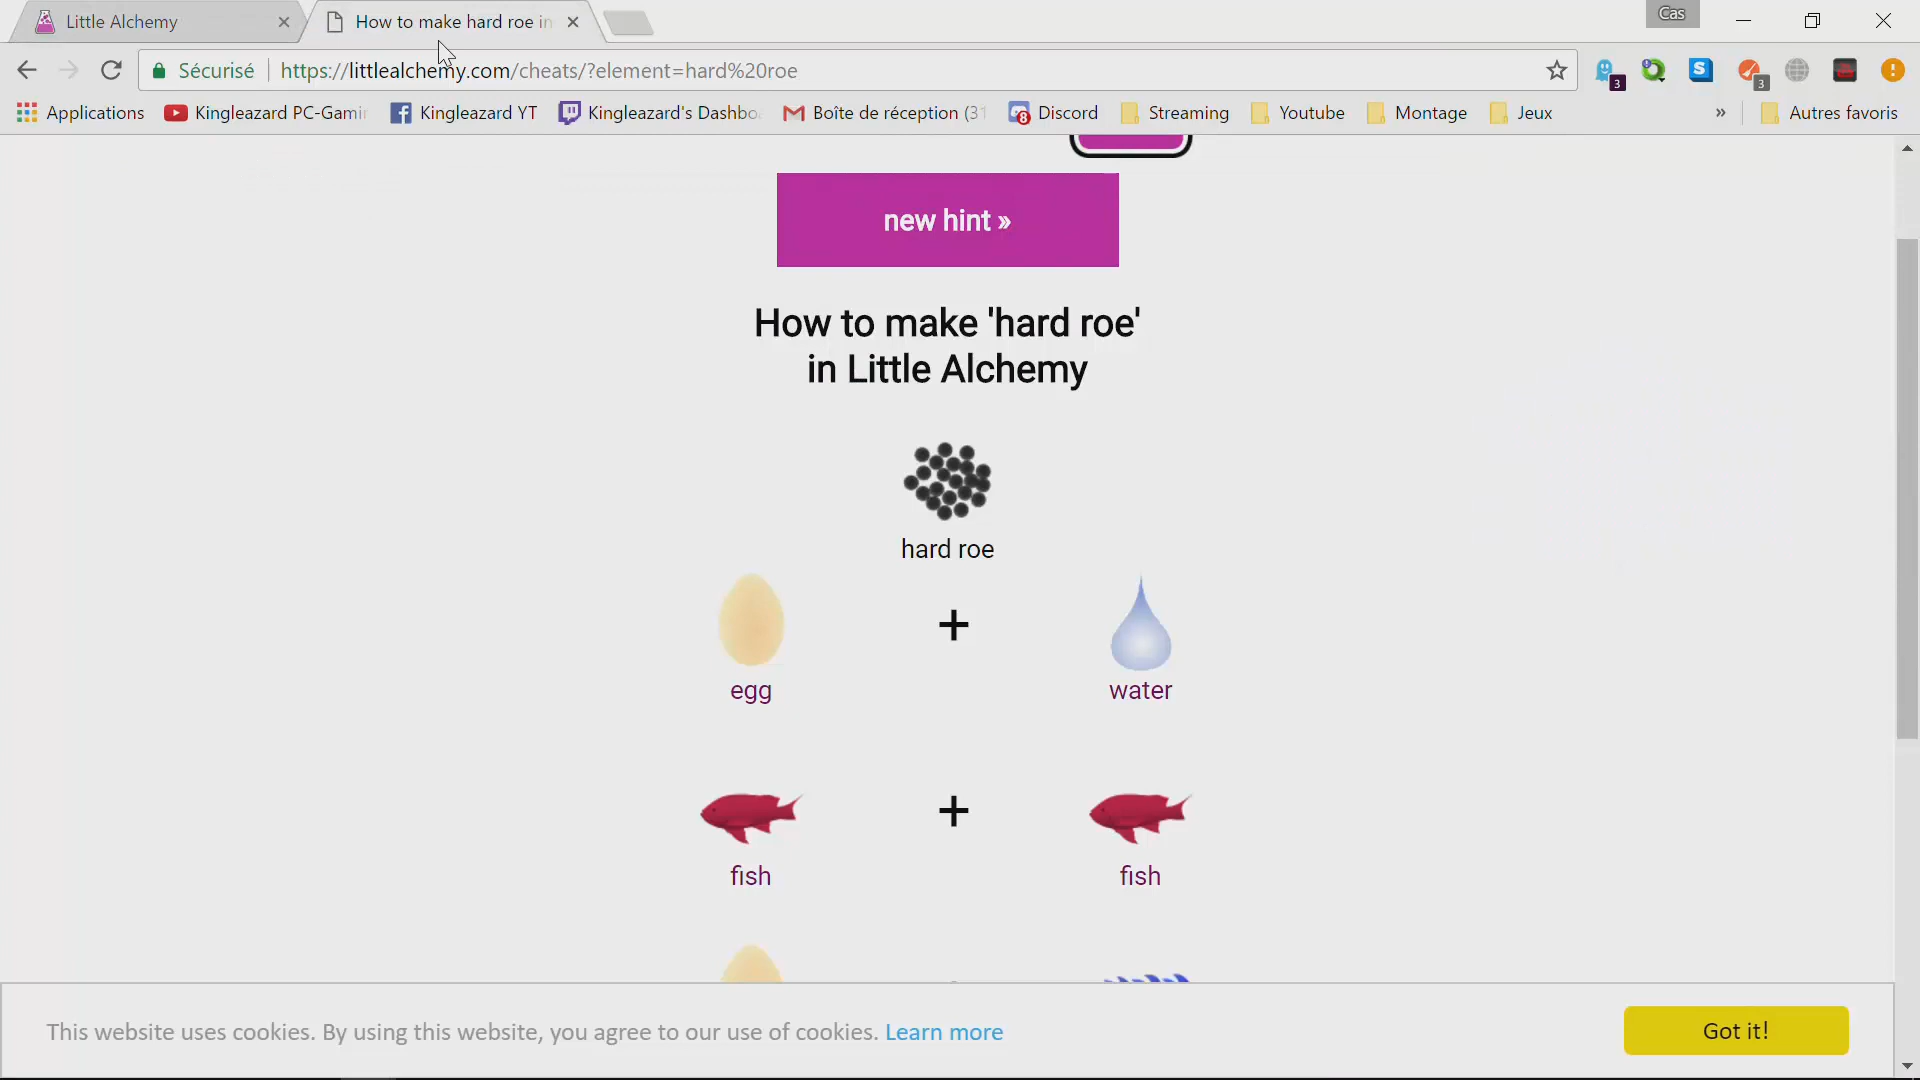 Little Alchemy
How to make hard roe in
Cas
Sécurisé
https://littlealchemy.com/cheats/?element=hard%20roe
3
3
Applications
Kingleazard PC-Gami
Kingleazard YT
Kingleazard's Dashbo
Boîte de réception (31
8
Discord
Streaming
Youtube
Montage
Jeux
»
Autres favoris
new hint »
How to make 'hard roe'
in Little Alchemy
hard roe
+
egg
water
+
fish
fish
This website uses cookies. By using this website, you agree to our use of cookies. Learn more
Got it!